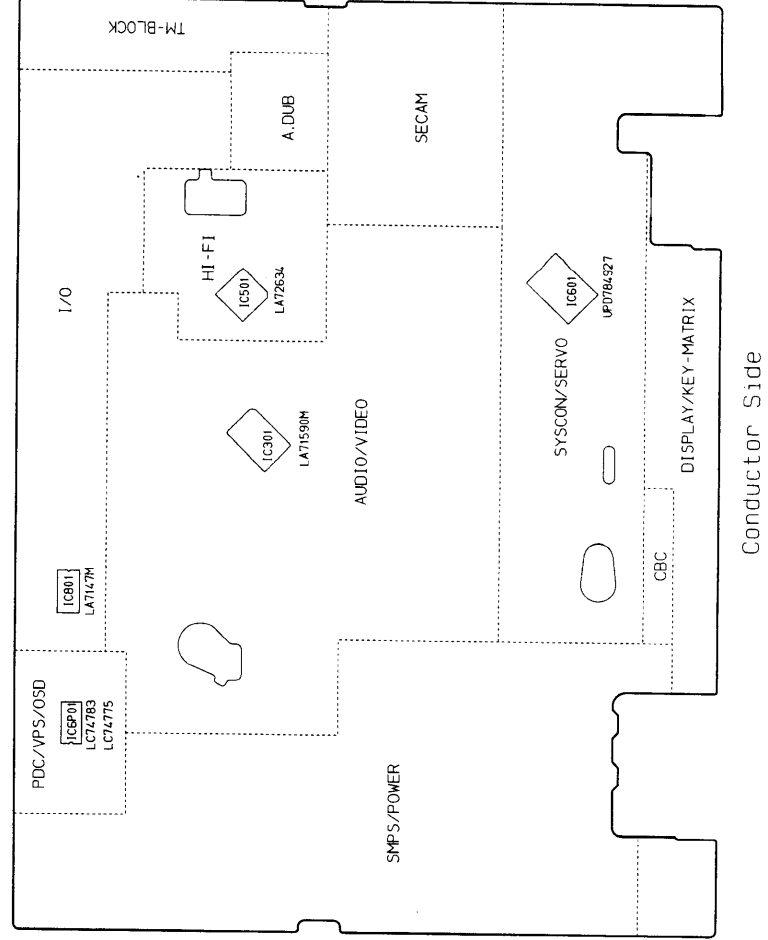 TM-BLOCK
A.DUB
SECAM
HI-FI
IC501
LA72634
I/O
IC601
UPD784927
SYSCON/SERVO
DISPLAY/KEY-MATRIX
IC301
LA71590M
AUDIO/VIDEO
CBC
IC801
LA7147M
PDC/VPS/OSD
IC6P01
LC74783
LC74775
SMPS/POWER
Conductor Side